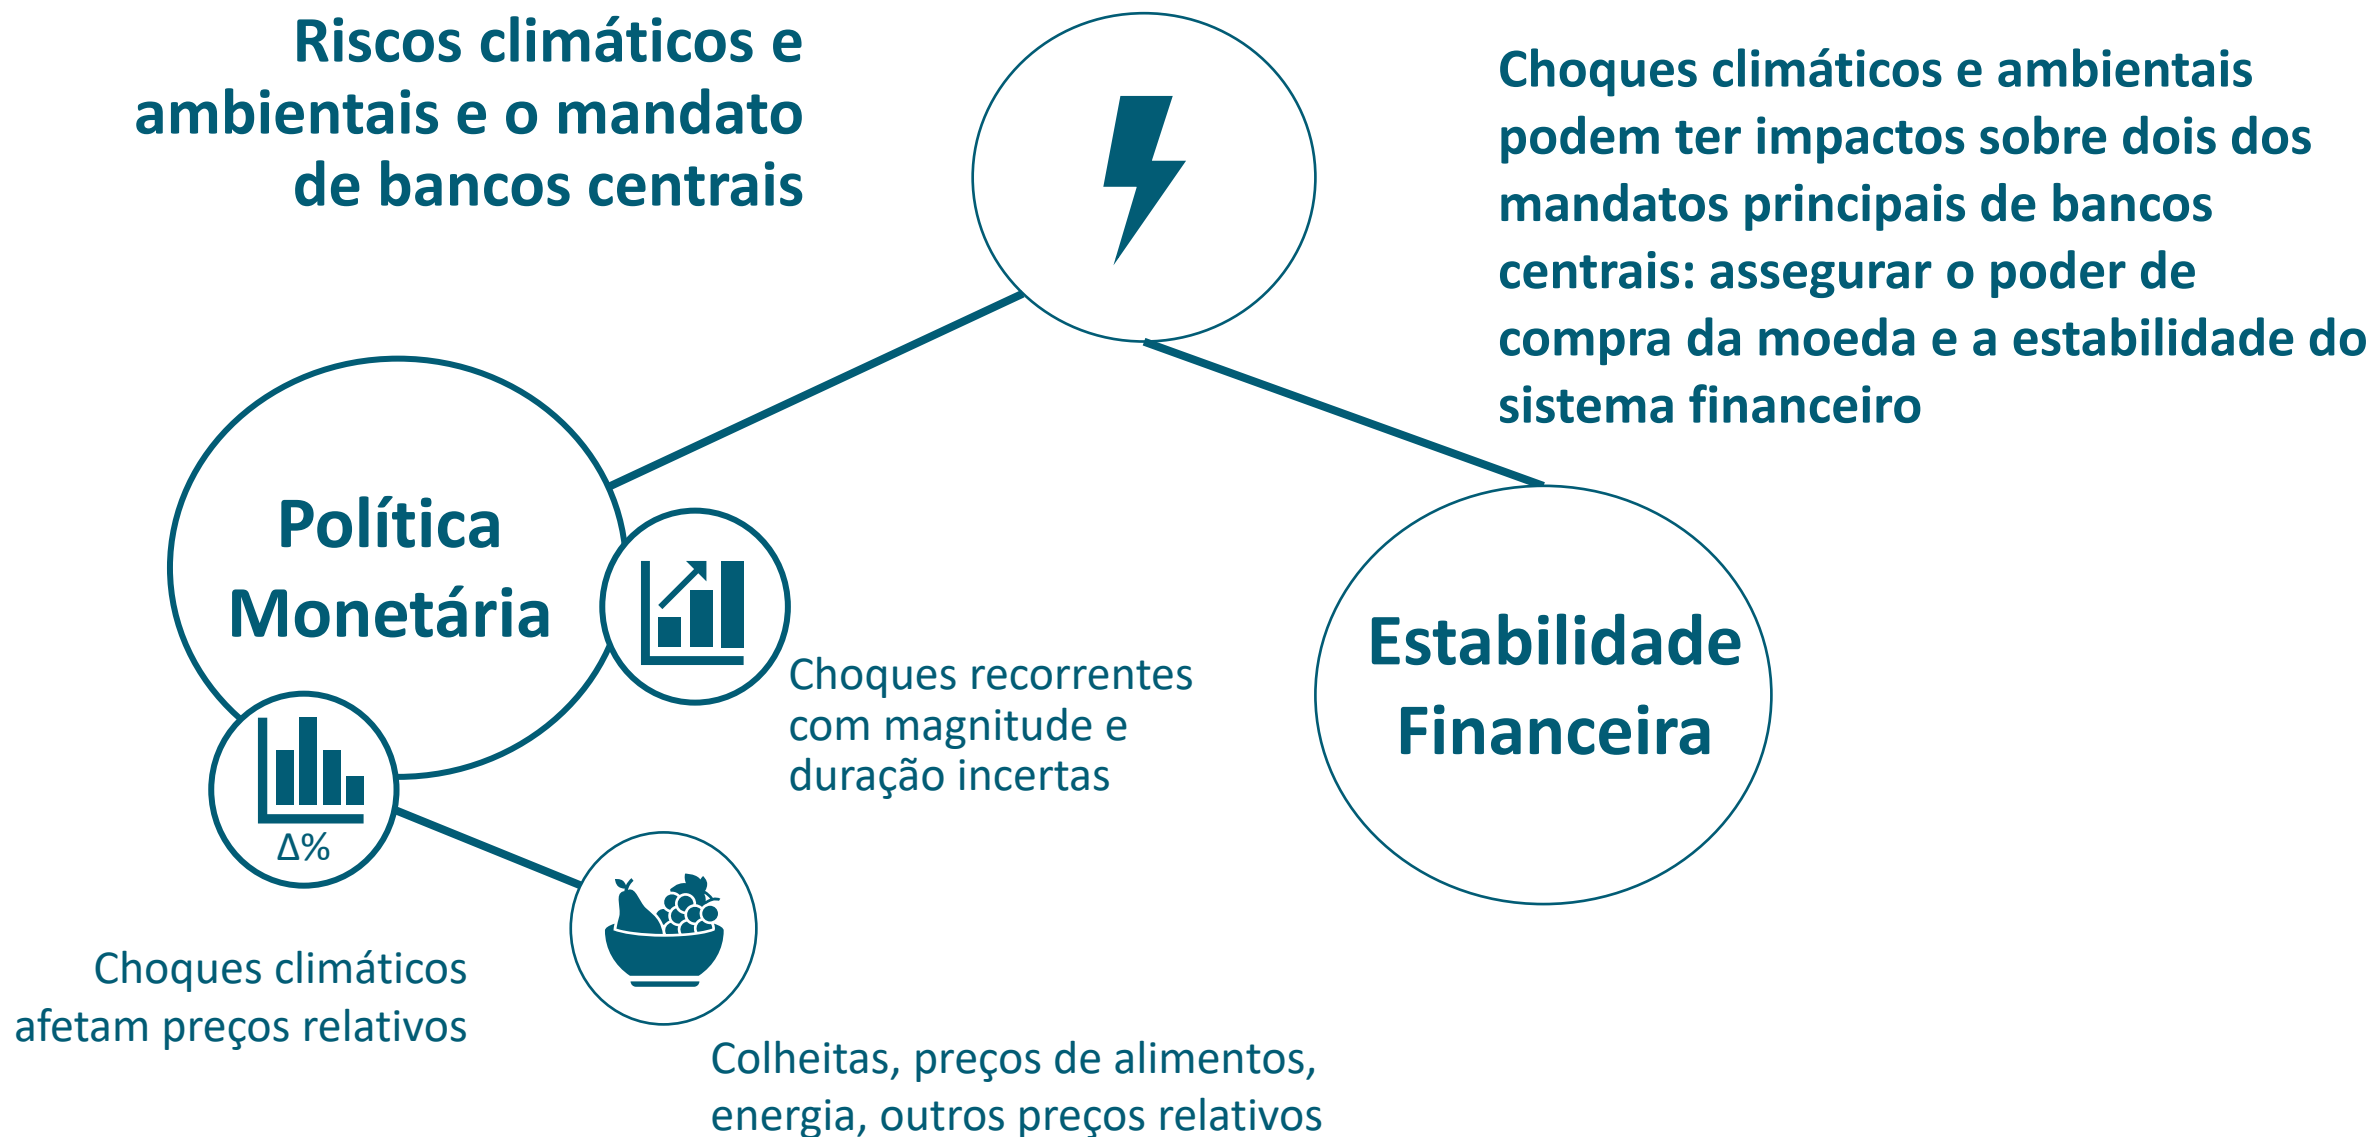 Riscos climáticos e
ambientais e o mandato
de bancos centrais
Choques climáticos e ambientais
podem ter impactos sobre dois dos
mandatos principais de bancos
centrais: assegurar o poder de
compra da moeda e a estabilidade do
sistema financeiro
Política
Monetária
Choques recorrentes
com magnitude e
duração incertas
Estabilidade
Financeira
Δ%
Choques climáticos
afetam preços relativos
Colheitas, preços de alimentos,
energia, outros preços relativos